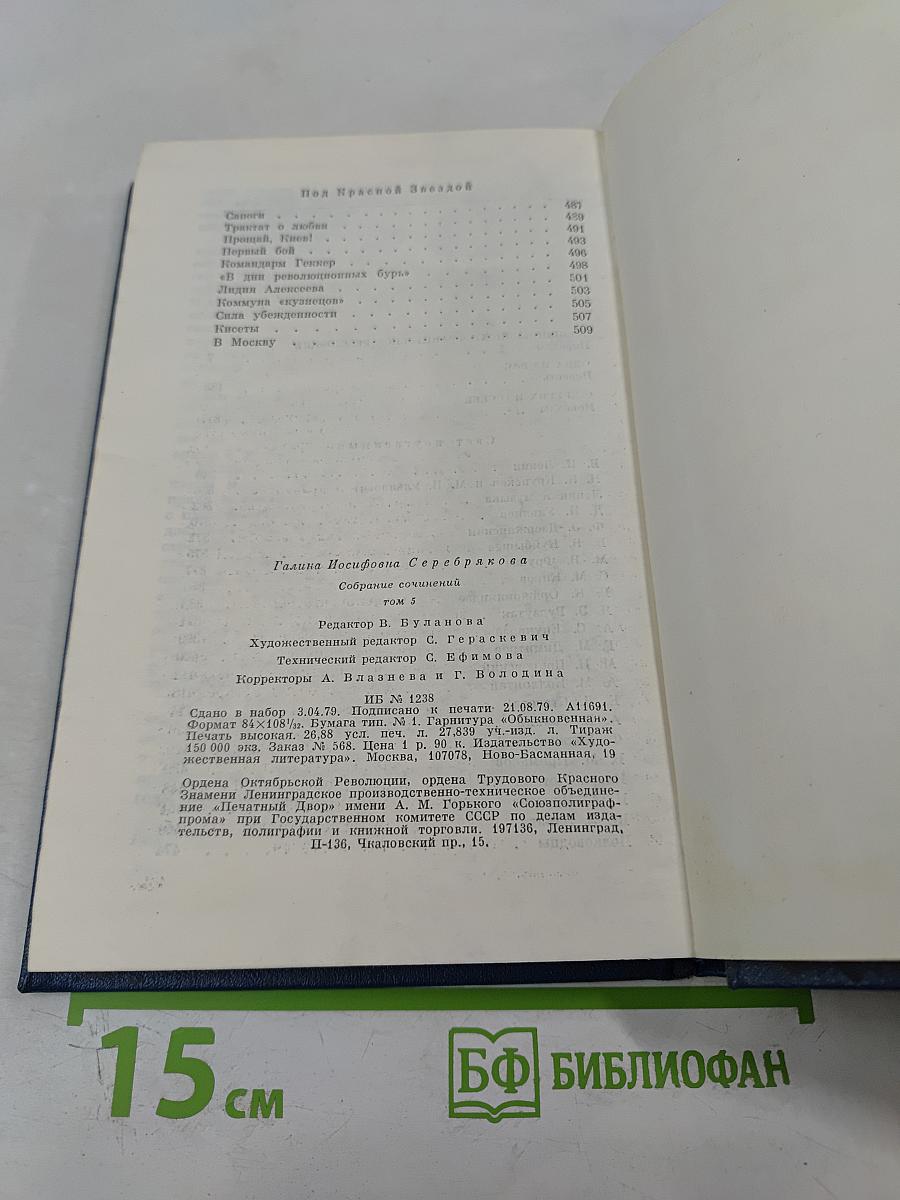 Под Красной Звездой
Сапоги . . . . . . . . . . . . . . . . 487
Трактат о любви . . . . . . . . . . . . 489
Прощай, Киев! . . . . . . . . . . . . . 491
Первый бой . . . . . . . . . . . . . . 493
Командарм Геккер . . . . . . . . . . . . 496
«В дни революционных бурь» . . . . . . . . 498
Лидия Алексеева . . . . . . . . . . . . 501
Коммуна «кузнецов» . . . . . . . . . . . 503
Сила убежденности . . . . . . . . . . . 505
Кисеты . . . . . . . . . . . . . . . . 507
В Москву . . . . . . . . . . . . . . . 509
Галина Иосифовна Серебрякова
Собрание сочинений
том 5
Редактор В. Буланова
Художественный редактор С. Гераскевич
Технический редактор С. Ефимова
Корректоры А. Влазнева и Г. Володина
ИБ № 1238
Сдано в набор 3.04.79. Подписано к печати 21.08.79. А11691.
Формат 84×108¹/₃₂. Бумага тип. № 1. Гарнитура «Обыкновенная».
Печать высокая. 26,88 усл. печ. л. 27,839 уч.-изд. л. Тираж
150 000 экз. Заказ № 568. Цена 1 р. 90 к. Издательство «Худо-
жественная литература». Москва, 107078, Ново-Басманная, 19
Ордена Октябрьской Революции, ордена Трудового Красного
Знамени Ленинградское производственно-техническое объедине-
ние «Печатный Двор» имени А. М. Горького «Союзполиграф-
прома» при Государственном комитете СССР по делам изда-
тельств, полиграфии и книжной торговли. 197136, Ленинград,
П-136, Чкаловский пр., 15.
15 см
БФ БИБЛИОФАН